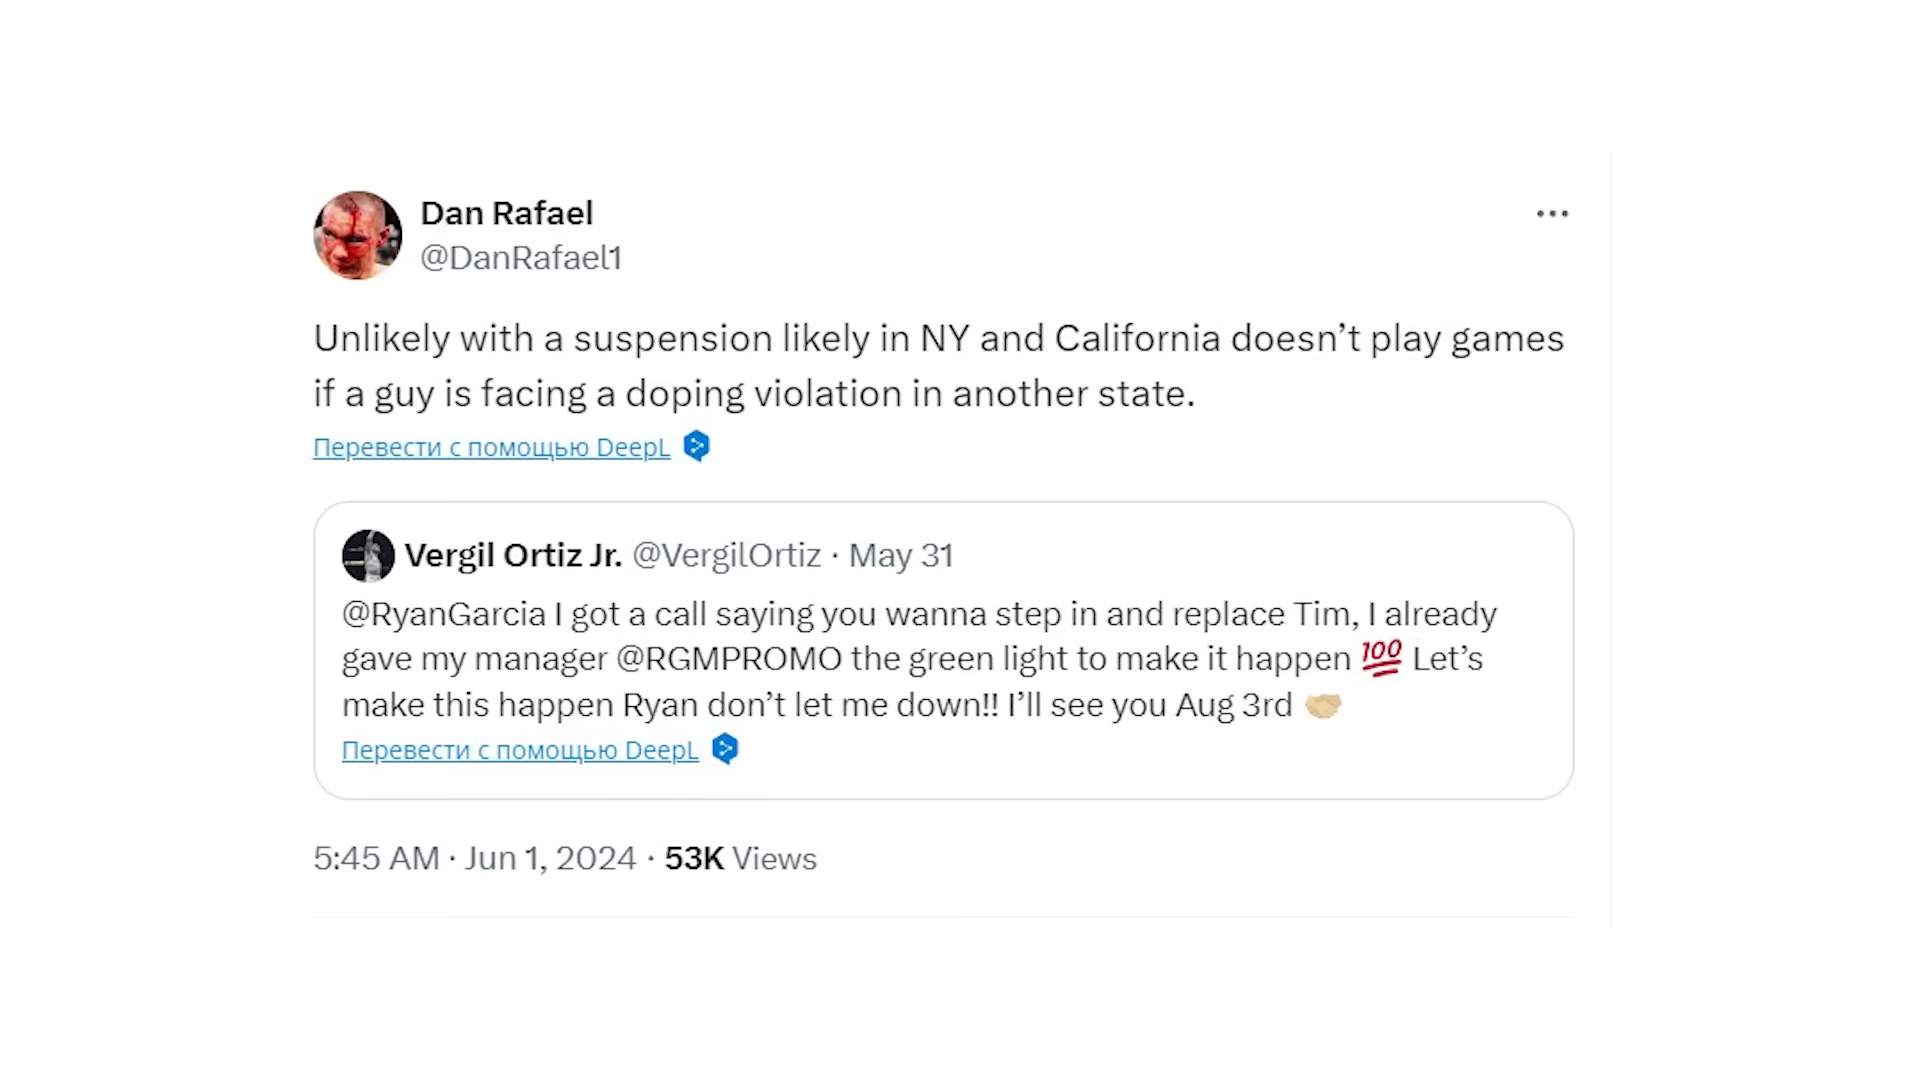 Dan Rafael
@DanRafael1
Unlikely with a suspension likely in NY and California doesn’t play games
if a guy is facing a doping violation in another state.
Перевести с помощью DeepL
Vergil Ortiz Jr. @VergilOrtiz · May 31
@RyanGarcia I got a call saying you wanna step in and replace Tim, I already
gave my manager @RGMPROMO the green light to make it happen 💯 Let’s
make this happen Ryan don’t let me down!! I’ll see you Aug 3rd 🤝🏼
Перевести с помощью DeepL
5:45 AM · Jun 1, 2024 · 53K Views